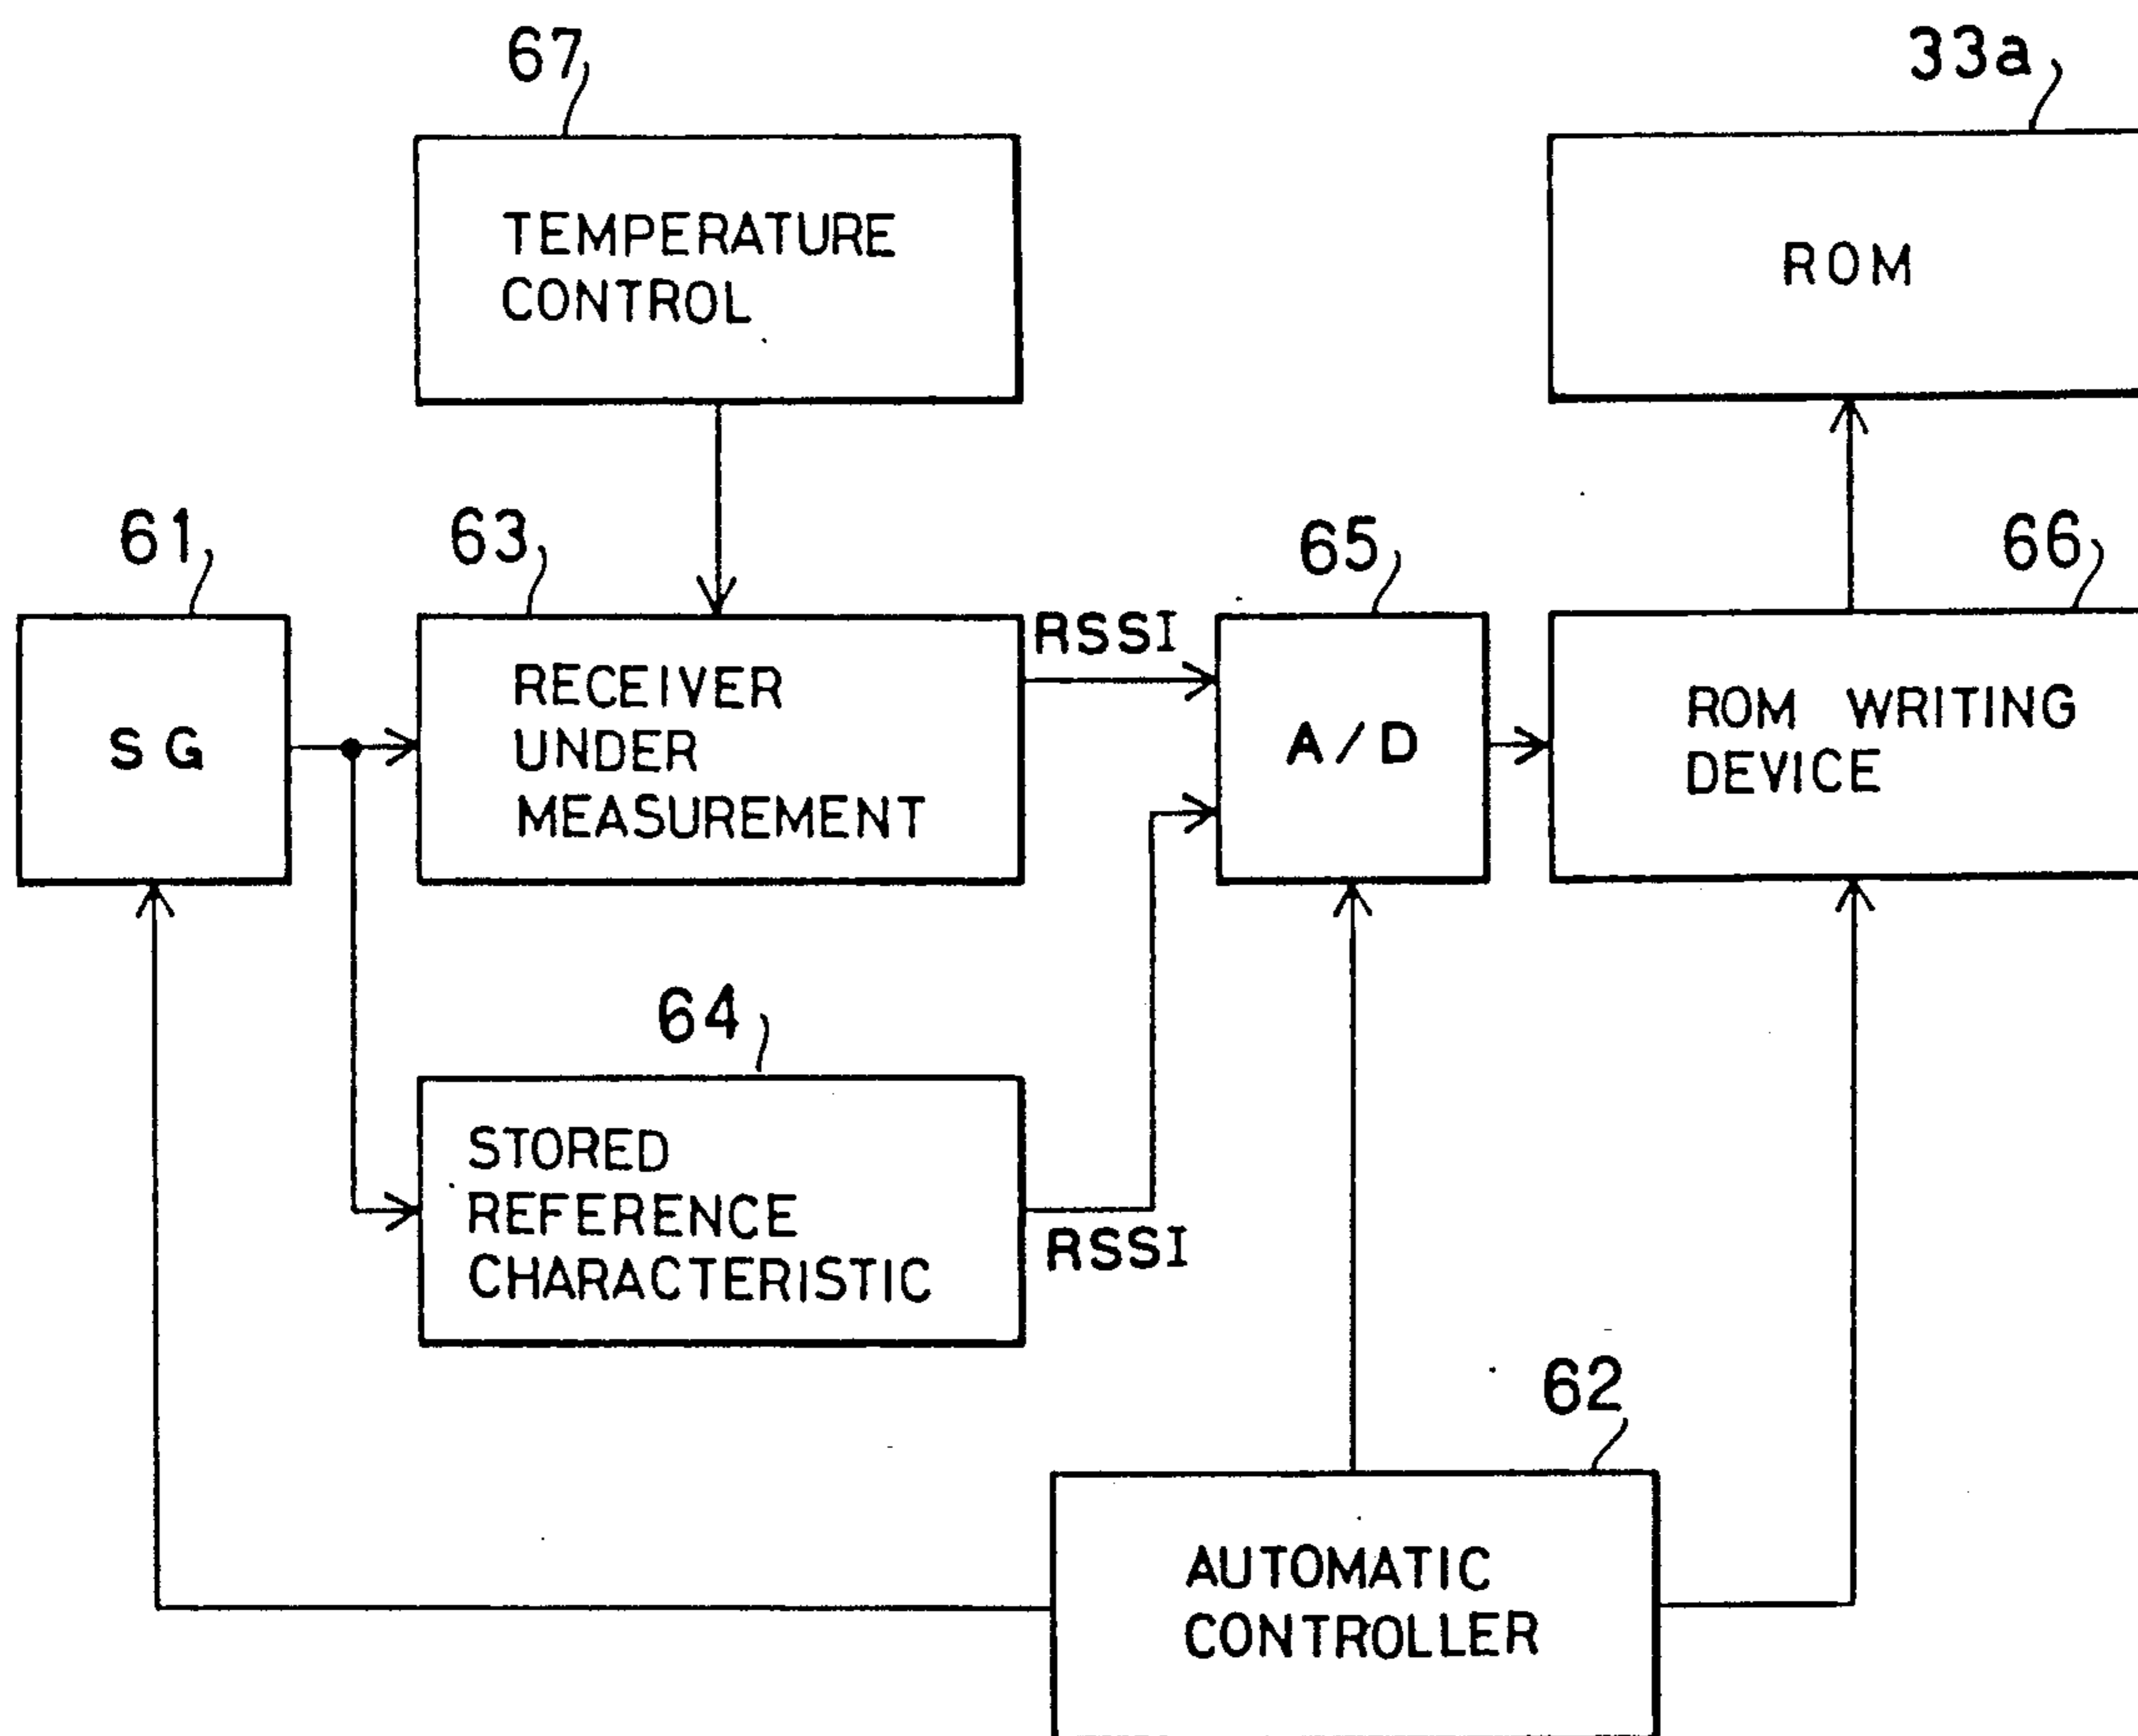 67
33a
TEMPERATURE
CONTROL
ROM
61
63
65
66
RSSI
SG
RECEIVER
UNDER
MEASUREMENT
A/D
ROM WRITING
DEVICE
64
STORED
REFERENCE
CHARACTERISTIC
RSSI
62
AUTOMATIC
CONTROLLER